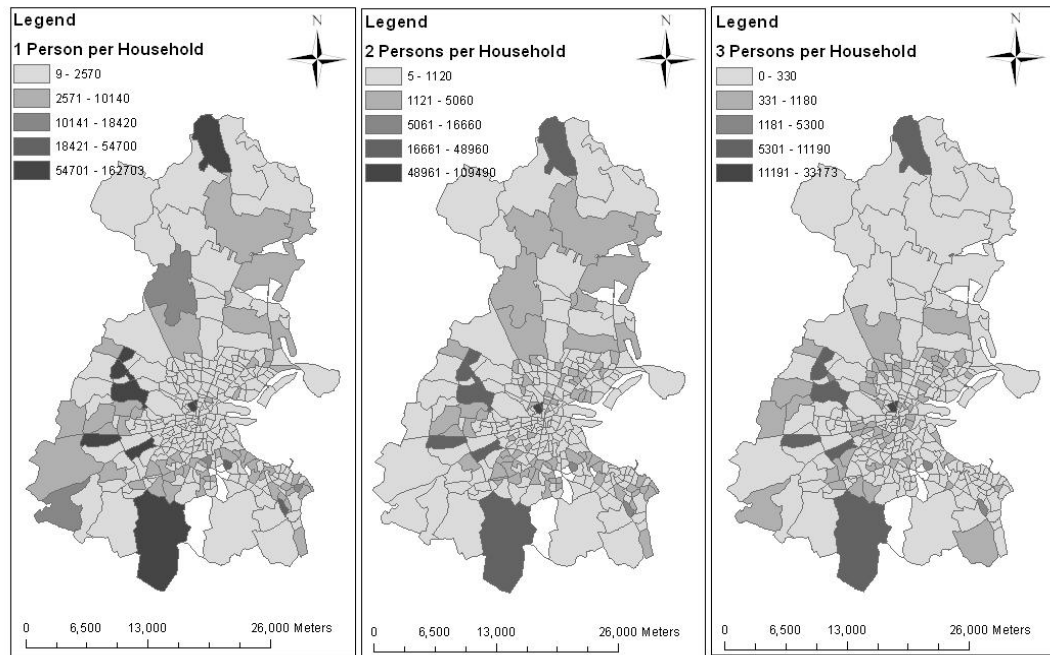 Legend
N
1 Person per Household
9 - 2570
2571 - 10140
10141 - 18420
18421 - 54700
54701 - 162703
0 6,500 13,000 26,000 Meters
Legend
N
2 Persons per Household
5 - 1120
1121 - 5060
5061 - 16660
16661 - 48960
48961 - 109490
0 6,500 13,000 26,000 Meters
Legend
N
3 Persons per Household
0 - 330
331 - 1180
1181 - 5300
5301 - 11190
11191 - 33173
0 6,500 13,000 26,000 Meters